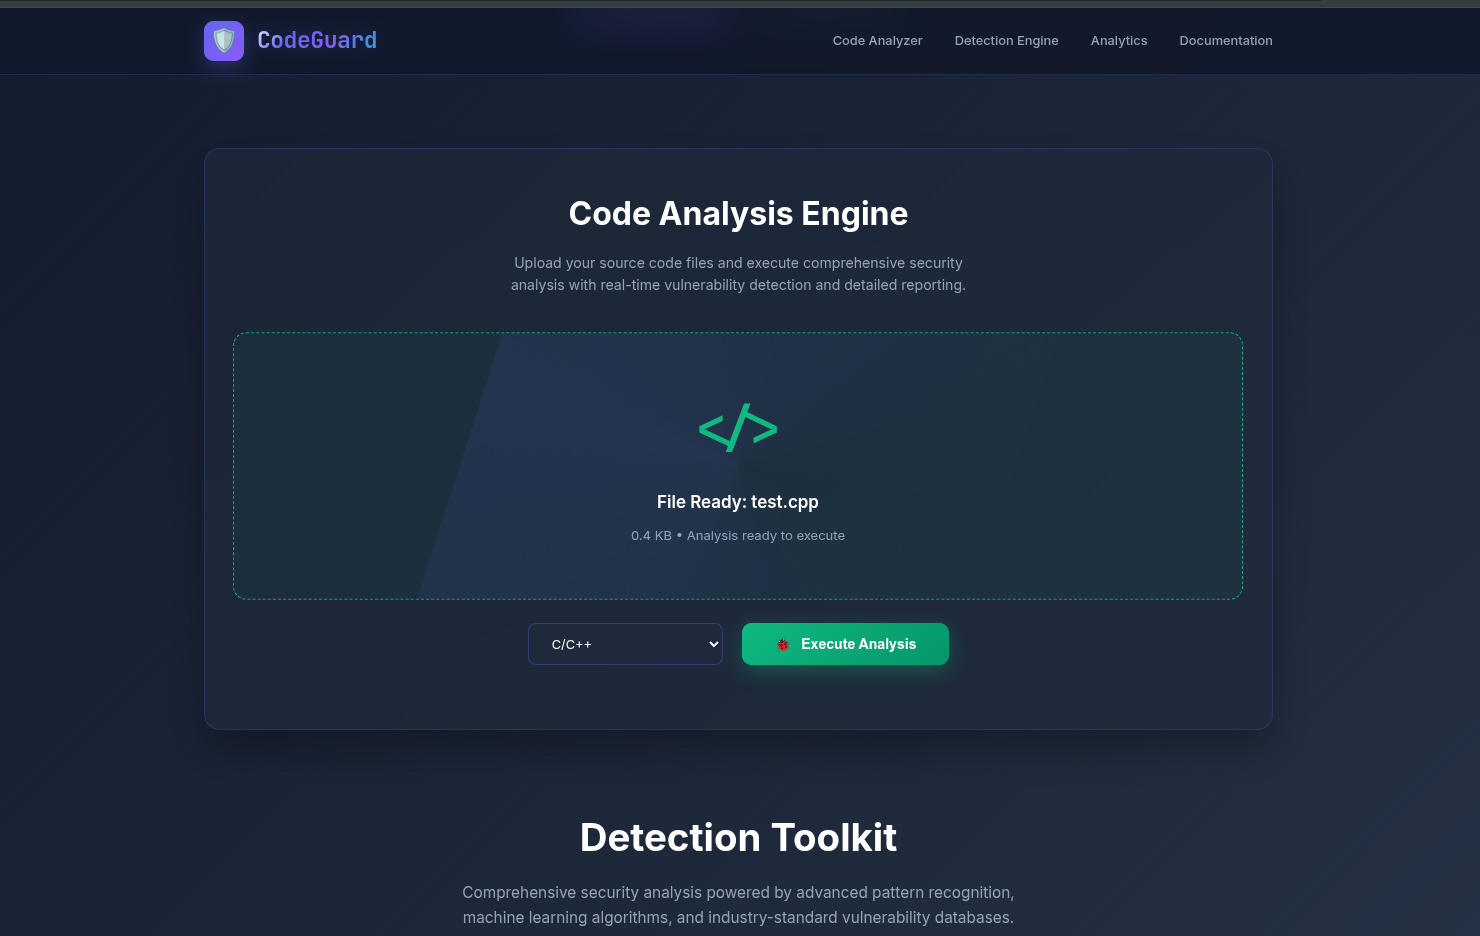 CodeGuard
Code Analyzer
Detection Engine
Analytics
Documentation
Code Analysis Engine
Upload your source code files and execute comprehensive security
analysis with real-time vulnerability detection and detailed reporting.
</>
File Ready: test.cpp
0.4 KB • Analysis ready to execute
C/C++
Execute Analysis
Detection Toolkit
Comprehensive security analysis powered by advanced pattern recognition,
machine learning algorithms, and industry-standard vulnerability databases.